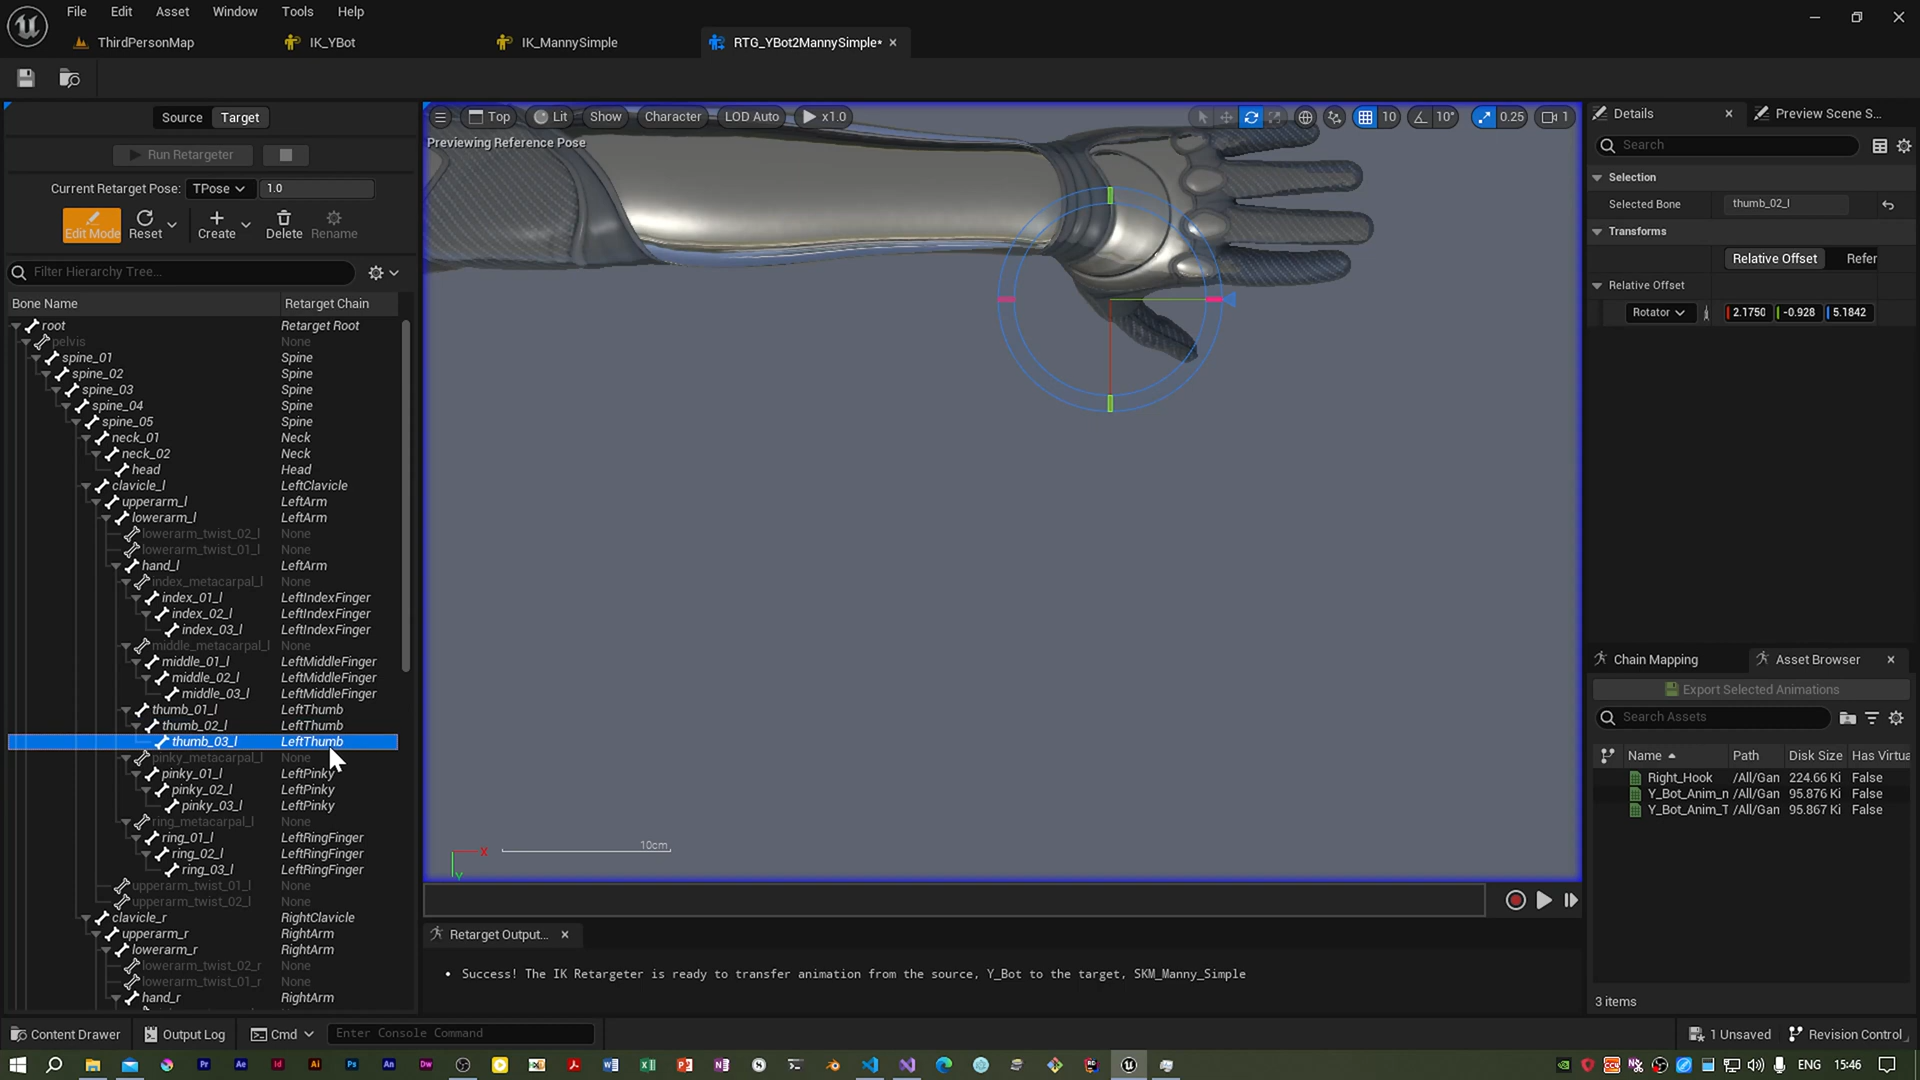 File Edit Asset Window Tools Help
ThirdPersonMap IK_YBot IK_MannySimple RTG_YBot2MannySimple*
Source Target
Run Retargeter
Current Retarget Pose: TPose 1.0
Edit Mode Reset Create Delete Rename
Filter Hierarchy Tree...
Bone Name Retarget Chain
root Retarget Root
pelvis None
spine_01 Spine
spine_02 Spine
spine_03 Spine
spine_04 Spine
spine_05 Spine
neck_01 Neck
neck_02 Neck
head Head
clavicle_l LeftClavicle
upperarm_l LeftArm
lowerarm_l LeftArm
lowerarm_twist_02_l None
lowerarm_twist_01_l None
hand_l LeftArm
index_metacarpal_l None
index_01_l LeftIndexFinger
index_02_l LeftIndexFinger
index_03_l LeftIndexFinger
middle_metacarpal_l None
middle_01_l LeftMiddleFinger
middle_02_l LeftMiddleFinger
middle_03_l LeftMiddleFinger
thumb_01_l LeftThumb
thumb_02_l LeftThumb
thumb_03_l LeftThumb
pinky_metacarpal_l None
pinky_01_l LeftPinky
pinky_02_l LeftPinky
pinky_03_l LeftPinky
ring_metacarpal_l None
ring_01_l LeftRingFinger
ring_02_l LeftRingFinger
ring_03_l LeftRingFinger
upperarm_twist_01_l None
upperarm_twist_02_l None
clavicle_r RightClavicle
upperarm_r RightArm
lowerarm_r RightArm
lowerarm_twist_02_r None
lowerarm_twist_01_r None
hand_r RightArm
Top Lit Show Character LOD Auto x1.0 10 10° 0.25 1
Previewing Reference Pose
X 10cm
Y
Retarget Output...
• Success! The IK Retargeter is ready to transfer animation from the source, Y_Bot to the target, SKM_Manny_Simple
Details Preview Scene S...
Search
Selection
Selected Bone thumb_02_l
Transforms
Relative Offset Refer
Relative Offset
Rotator 2.1750 -0.928 5.1842
Chain Mapping Asset Browser
Export Selected Animations
Search Assets
Name Path Disk Size Has Virtua
Right_Hook /All/Gan 224.66 Ki False
Y_Bot_Anim_n /All/Gan 95.876 Ki False
Y_Bot_Anim_T /All/Gan 95.867 Ki False
3 items
Content Drawer Output Log Cmd Enter Console Command 1 Unsaved Revision Control
Pr Ae Id Ai Ps An Dw ENG 15:46